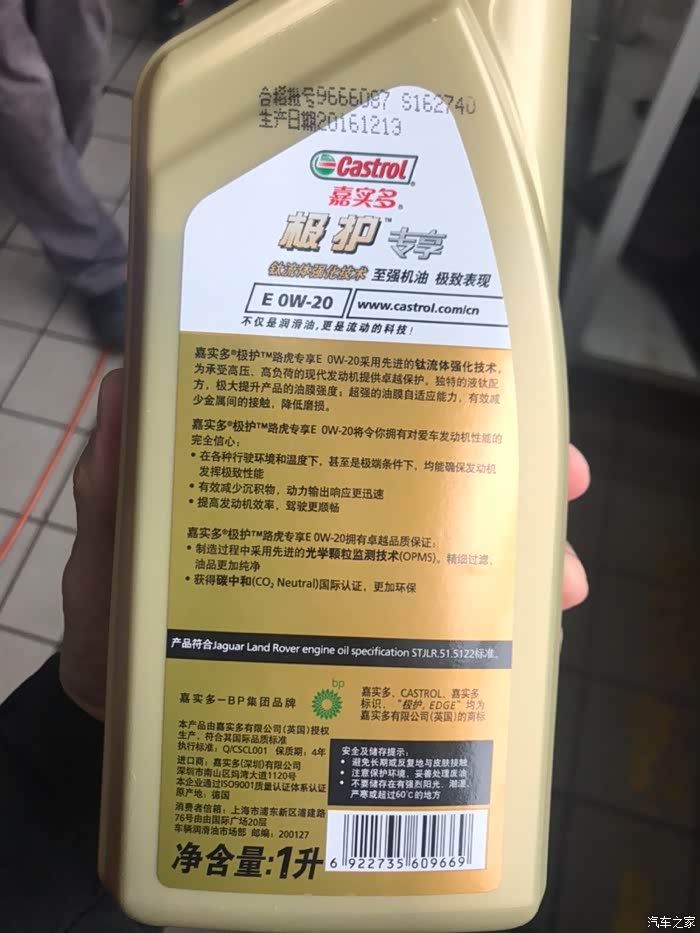 合格批号9666087 S162740
生产日期20161213
Castrol
嘉实多®
极护™ 专享
钛流体强化技术 至强机油 极致表现
E 0W-20 www.castrol.com/cn
不仅是润滑油,更是流动的科技!
嘉实多®极护™路虎专享E 0W-20采用先进的钛流体强化技术，
为承受高压、高负荷的现代发动机提供卓越保护。独特的液钛配
方，极大提升产品的油膜强度；超强的油膜自适应能力，有效减
少金属间的接触，降低磨损。
嘉实多®极护™路虎专享E 0W-20将令你拥有对爱车发动机性能的
完全信心：
• 在各种行驶环境和温度下，甚至是极端条件下，均能确保发动机
发挥极致性能
• 有效减少沉积物，动力输出响应更迅速
• 提高发动机效率，驾驶更顺畅
嘉实多®极护™路虎专享E 0W-20拥有卓越品质保证：
• 制造过程中采用先进的光学颗粒监测技术(OPMS)。精细过滤，
油品更加纯净
• 获得碳中和(CO₂ Neutral)国际认证，更加环保
产品符合Jaguar Land Rover engine oil specification STJLR.51.5122标准。
嘉实多－BP集团品牌
bp
嘉实多、CASTROL、嘉实多
标识、“极护, EDGE”均为
嘉实多有限公司(英国)的商标
本产品由嘉实多有限公司(英国)授权
生产。符合其国际品质标准
执行标准：Q/CSCL001 保质期：4年
进口商：嘉实多(深圳)有限公司
深圳市南山区妈湾大道1120号
本企业通过ISO9001质量认证体系认证
原产地：德国
消费者信箱：上海市浦东新区浦建路
76号由由国际广场20层
车辆润滑油市场部 邮编：200127
安全及储存提示：
• 避免长期或反复地与皮肤接触
• 注意保护环境，妥善处理废油
• 不要储存在有强烈阳光、潮湿、
严寒或超过60℃的地方
净含量:1升
6 922735 609669
汽车之家